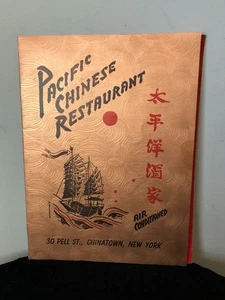 PACIFIC
CHINESE
RESTAURANT
太平洋酒家
AIR
CONDITIONED
30 PELL ST., CHINATOWN, NEW YORK